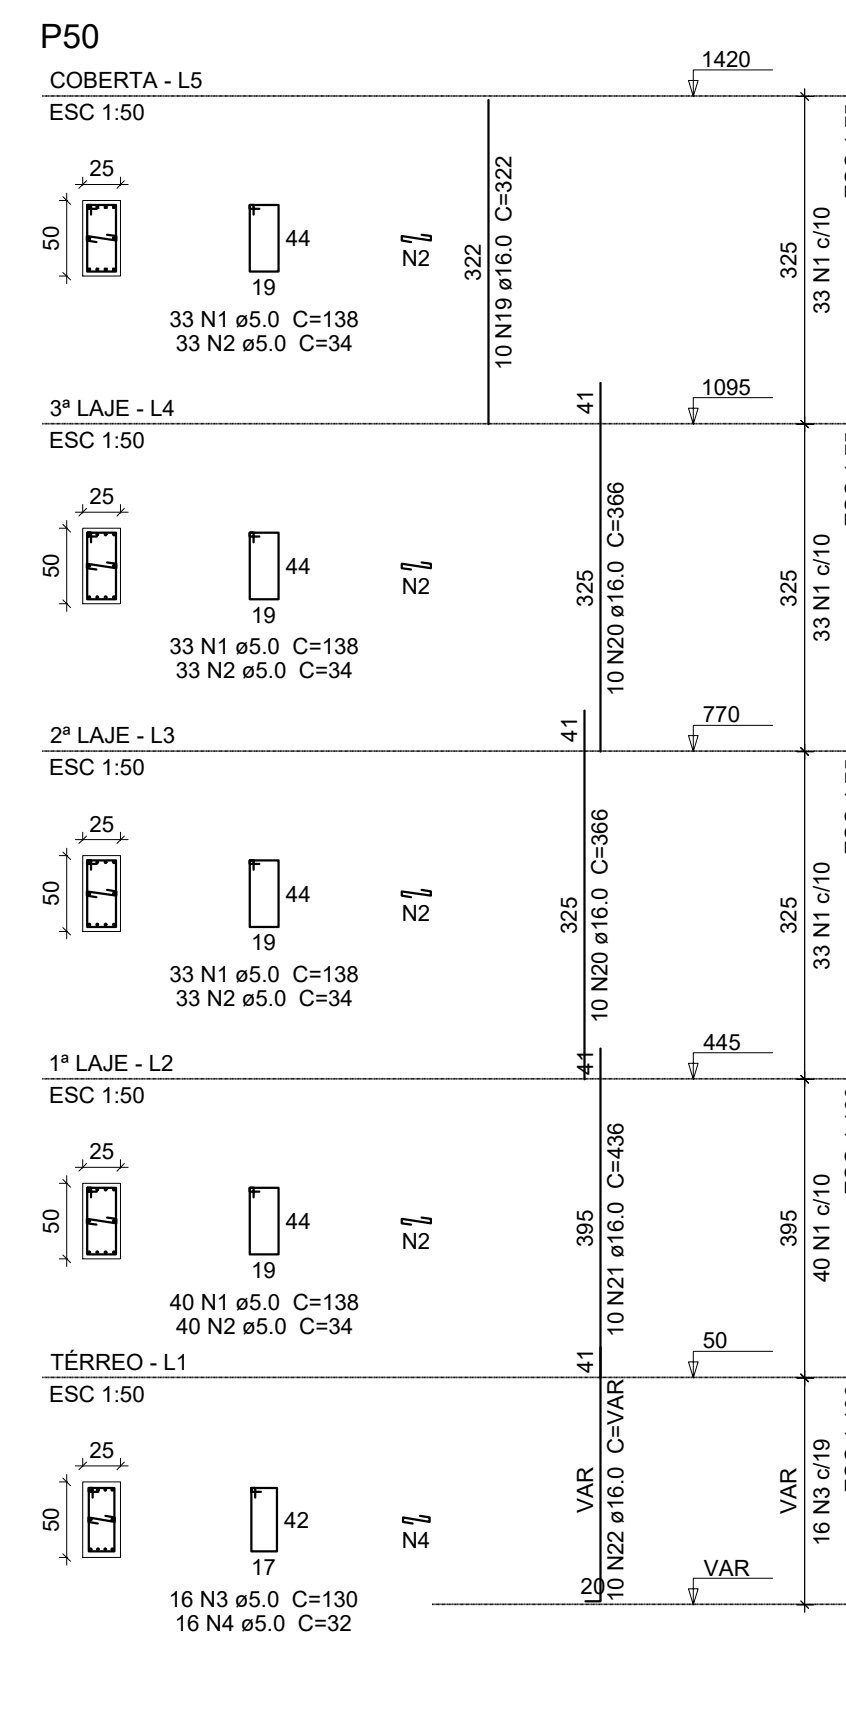 P50
COBERTA - L5
1420
ESC 1:50
25
50
44
19
N2
33 N1 ø5.0 C=138
33 N2 ø5.0 C=34
322
10 N19 ø16.0 C=322
325
33 N1 c/10
3ª LAJE - L4
41
1095
ESC 1:50
25
50
44
19
N2
33 N1 ø5.0 C=138
33 N2 ø5.0 C=34
325
10 N20 ø16.0 C=366
325
33 N1 c/10
2ª LAJE - L3
41
770
ESC 1:50
25
50
44
19
N2
33 N1 ø5.0 C=138
33 N2 ø5.0 C=34
325
10 N20 ø16.0 C=366
325
33 N1 c/10
1ª LAJE - L2
41
445
ESC 1:50
25
50
44
19
N2
40 N1 ø5.0 C=138
40 N2 ø5.0 C=34
395
10 N21 ø16.0 C=436
395
40 N1 c/10
TÉRREO - L1
41
50
ESC 1:50
25
50
42
17
N4
16 N3 ø5.0 C=130
16 N4 ø5.0 C=32
VAR
20
10 N22 ø16.0 C=VAR
VAR
VAR
16 N3 c/19